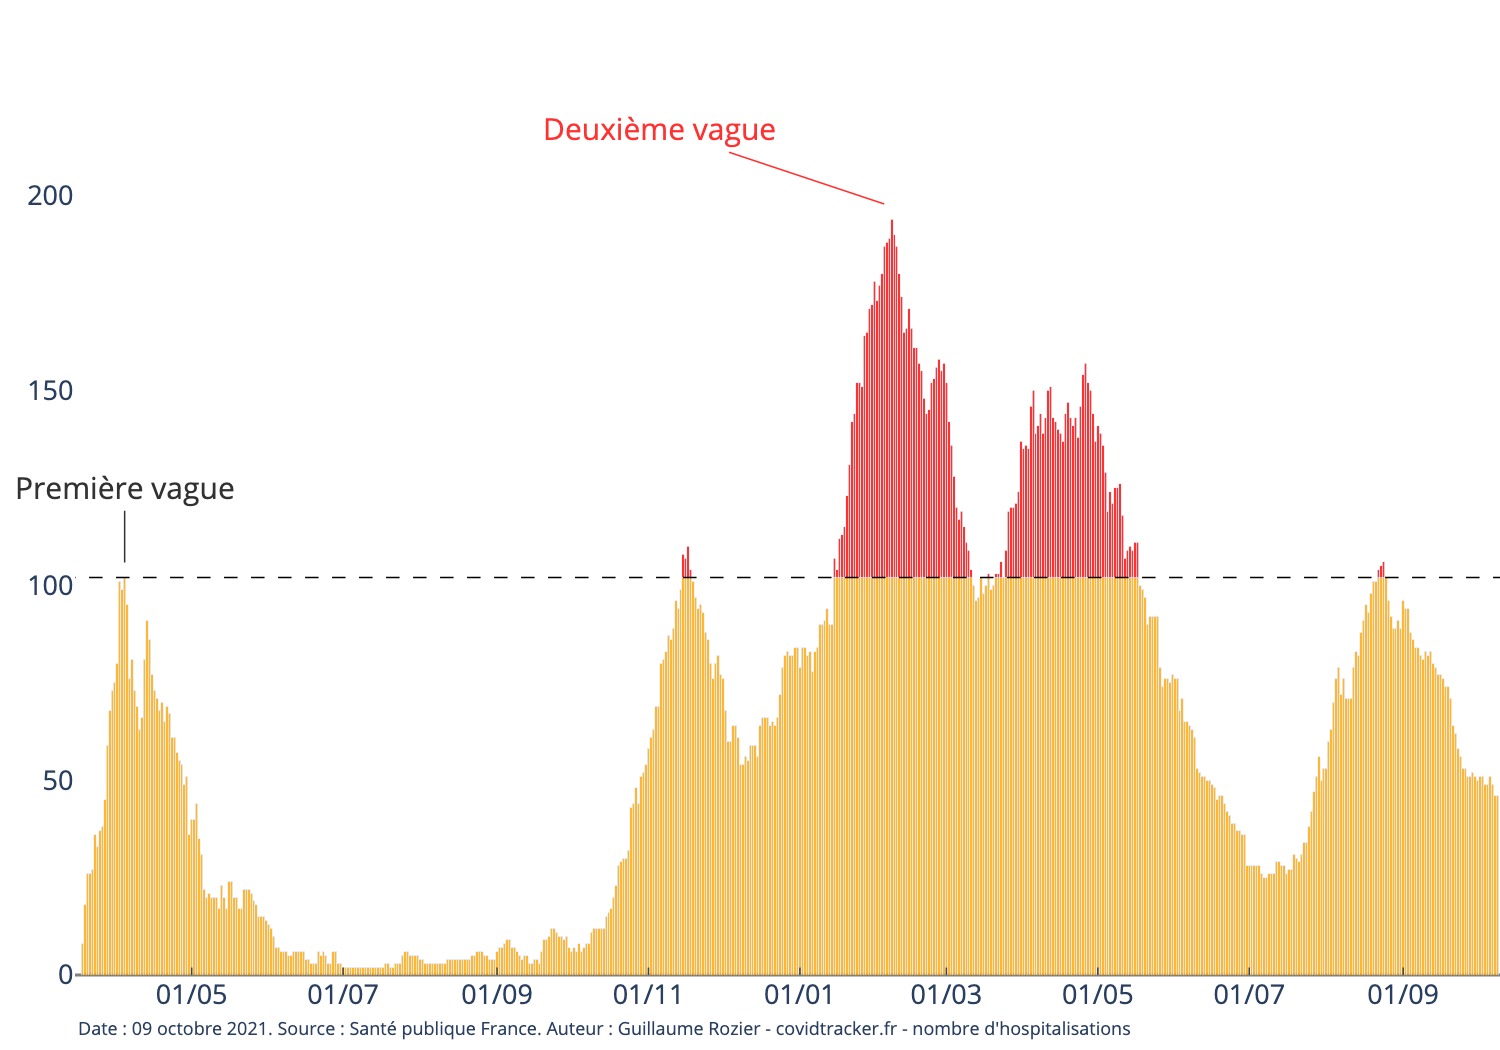 Deuxième vague
200
150
Première vague
100
50
0
01/05 01/07 01/09 01/11 01/01 01/03 01/05 01/07 01/09
Date : 09 octobre 2021. Source : Santé publique France. Auteur : Guillaume Rozier - covidtracker.fr - nombre d'hospitalisations